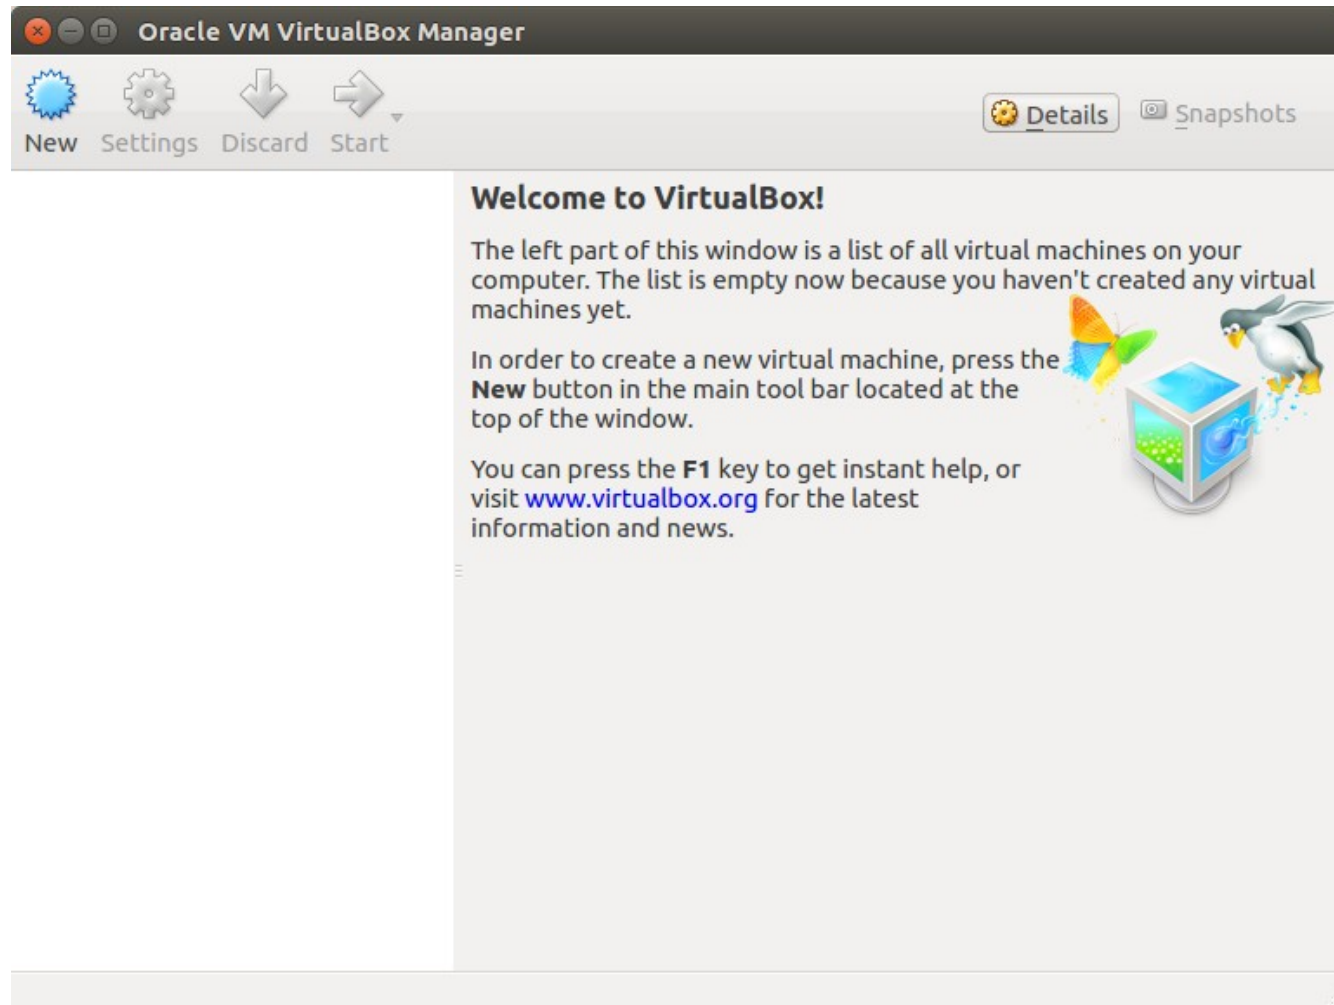 Oracle VM VirtualBox Manager
New Settings Discard Start
Details Snapshots
Welcome to VirtualBox!
The left part of this window is a list of all virtual machines on your
computer. The list is empty now because you haven't created any virtual
machines yet.
In order to create a new virtual machine, press the
New button in the main tool bar located at the
top of the window.
You can press the F1 key to get instant help, or
visit www.virtualbox.org for the latest
information and news.